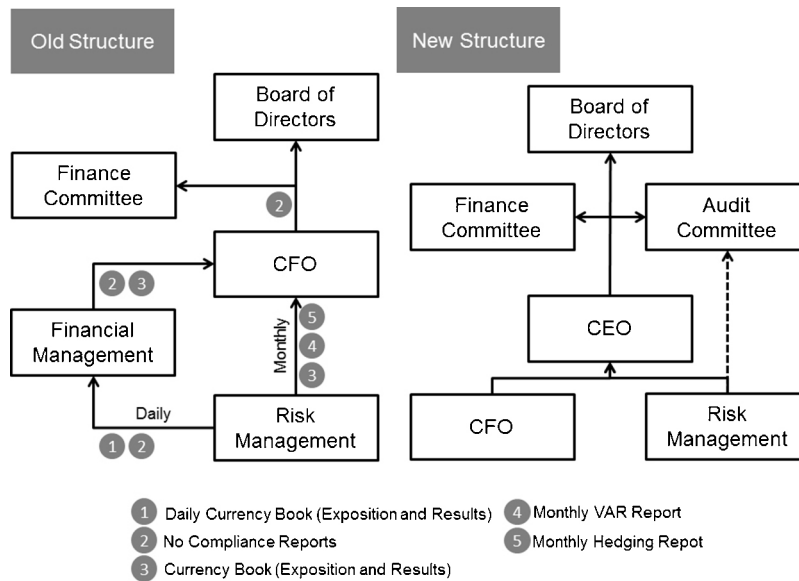 Old Structure
Board of
Directors
Finance
Committee
2
CFO
2 3
Financial
Management
Monthly
5
4
3
Daily
1 2
Risk
Management
New Structure
Board of
Directors
Finance
Committee
Audit
Committee
CEO
CFO
Risk
Management
1 Daily Currency Book (Exposition and Results)
2 No Compliance Reports
3 Currency Book (Exposition and Results)
4 Monthly VAR Report
5 Monthly Hedging Repot